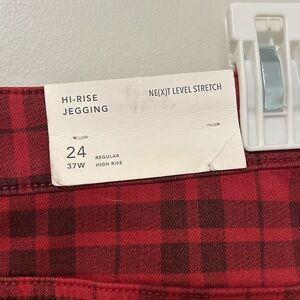 HI-RISE
JEGGING
NE(X)T LEVEL STRETCH
24
37W
REGULAR
HIGH RISE